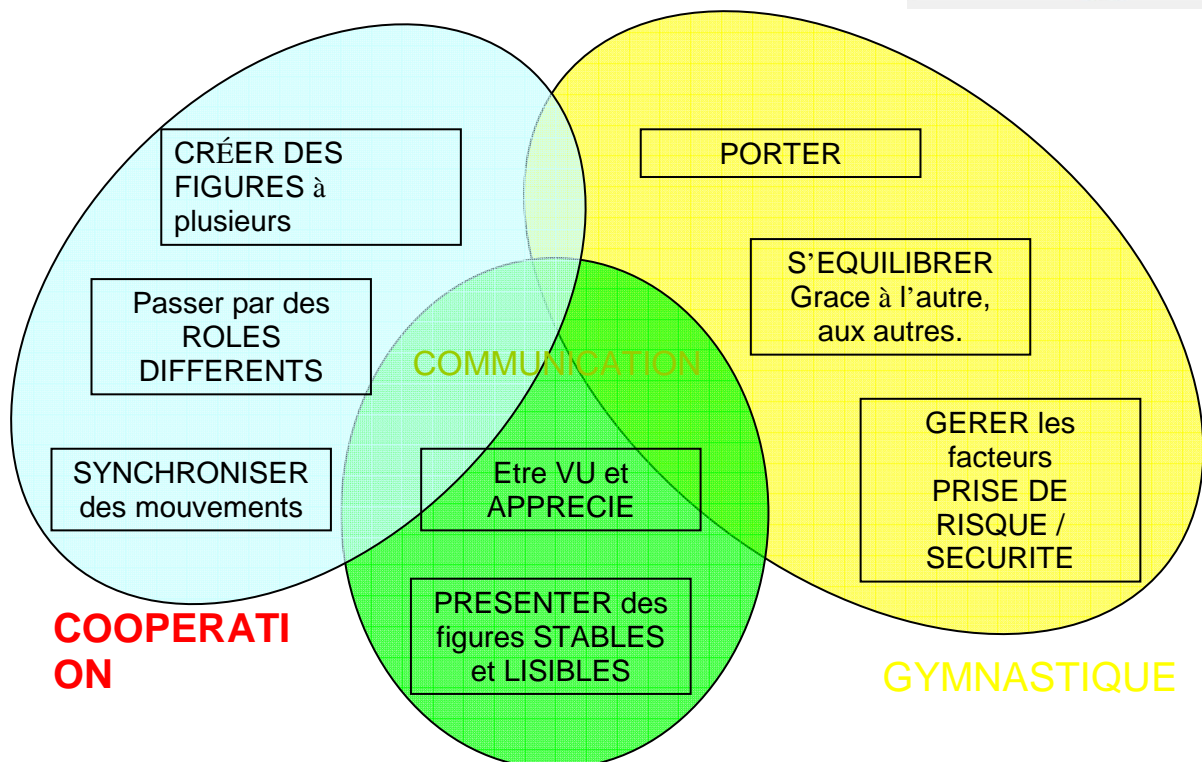 CRÉER DES
FIGURES à
plusieurs
Passer par des
ROLES
DIFFERENTS
SYNCHRONISER
des mouvements
COOPERATI
ON
COMMUNICATION
Etre VU et
APPRECIE
PRESENTER des
figures STABLES
et LISIBLES
PORTER
S’EQUILIBRER
Grace à l’autre,
aux autres.
GERER les
facteurs
PRISE DE
RISQUE /
SECURITE
GYMNASTIQUE